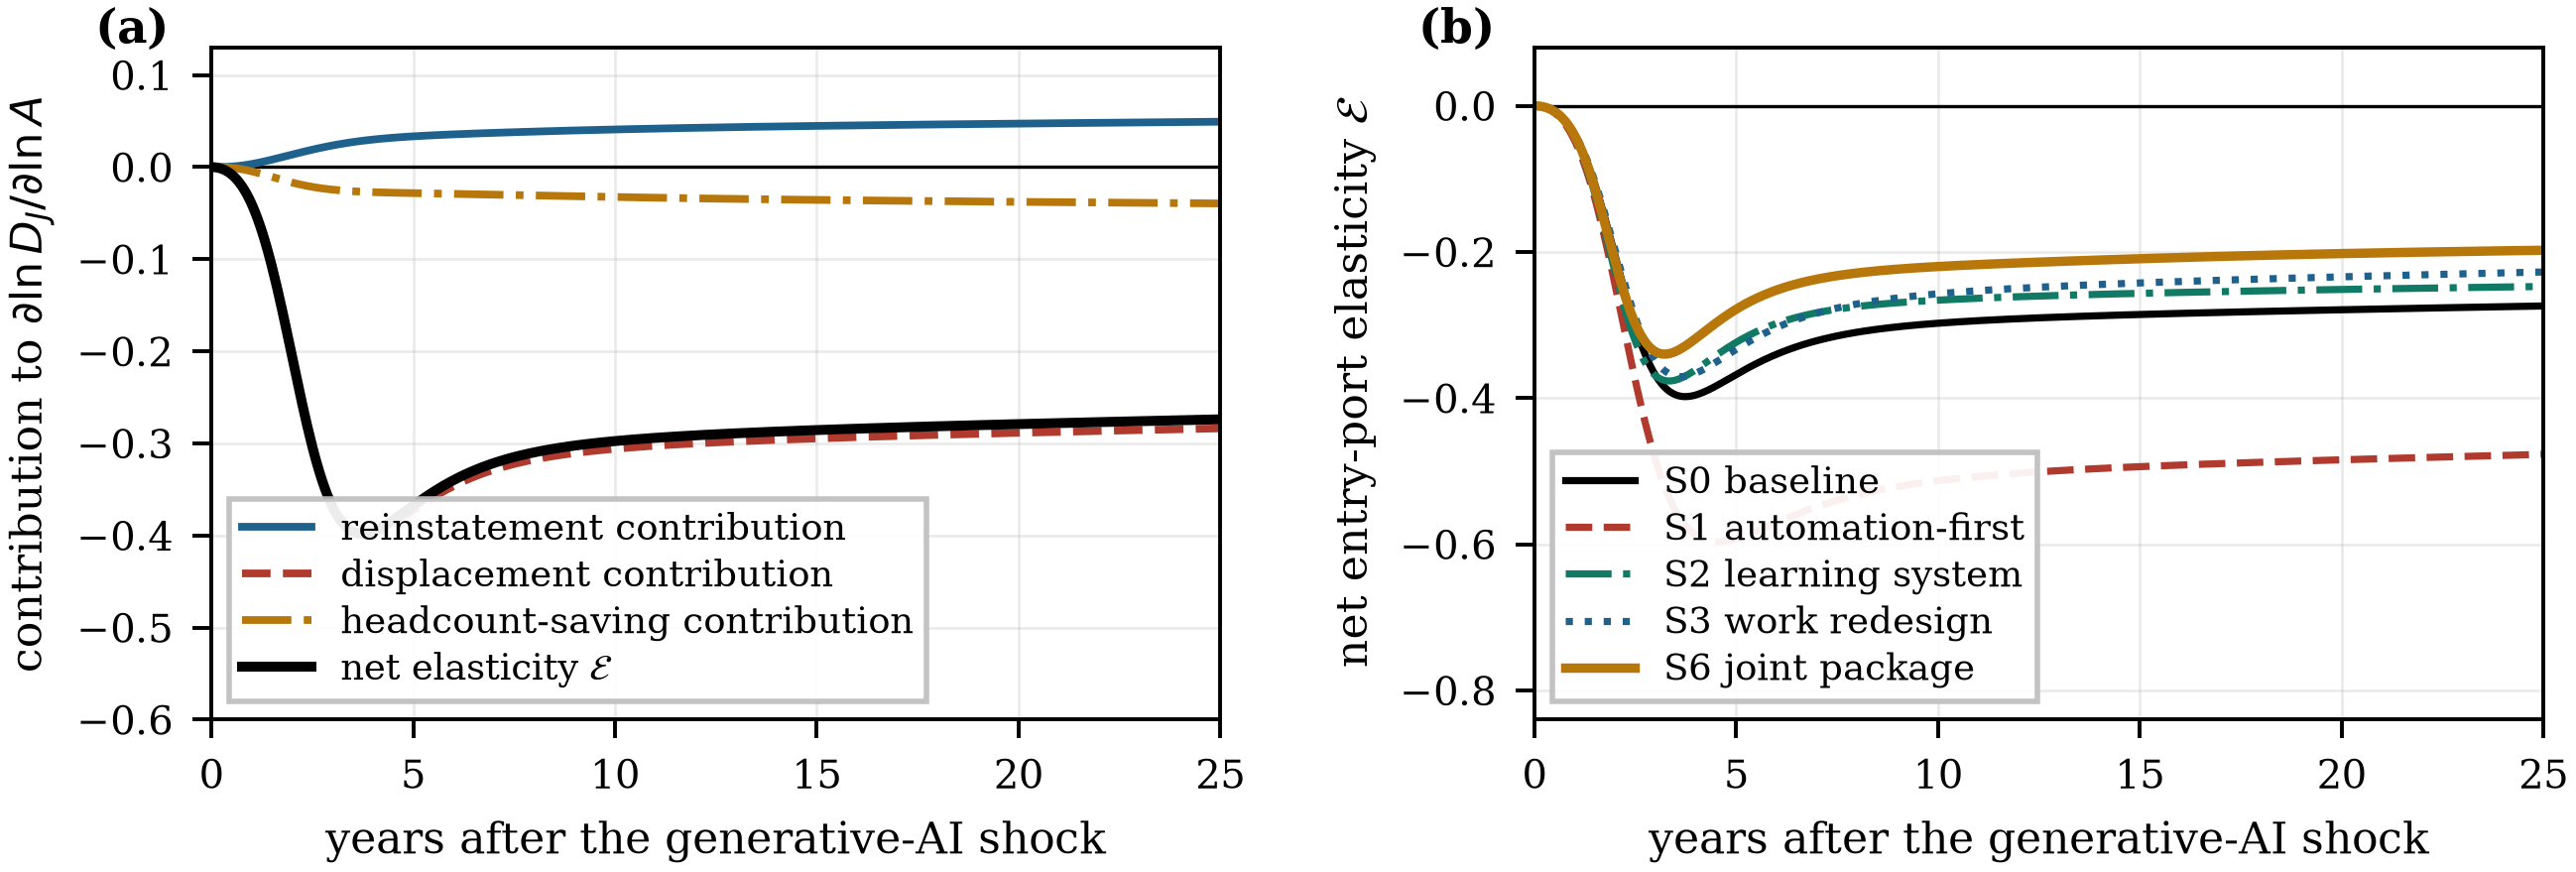 (a)
contribution to ∂ln D_J/∂ln A
0.1
0.0
−0.1
−0.2
−0.3
−0.4
−0.5
−0.6
reinstatement contribution
displacement contribution
headcount-saving contribution
net elasticity ℰ
0 5 10 15 20 25
years after the generative-AI shock
(b)
net entry-port elasticity ℰ
0.0
−0.2
−0.4
−0.6
−0.8
S0 baseline
S1 automation-first
S2 learning system
S3 work redesign
S6 joint package
0 5 10 15 20 25
years after the generative-AI shock